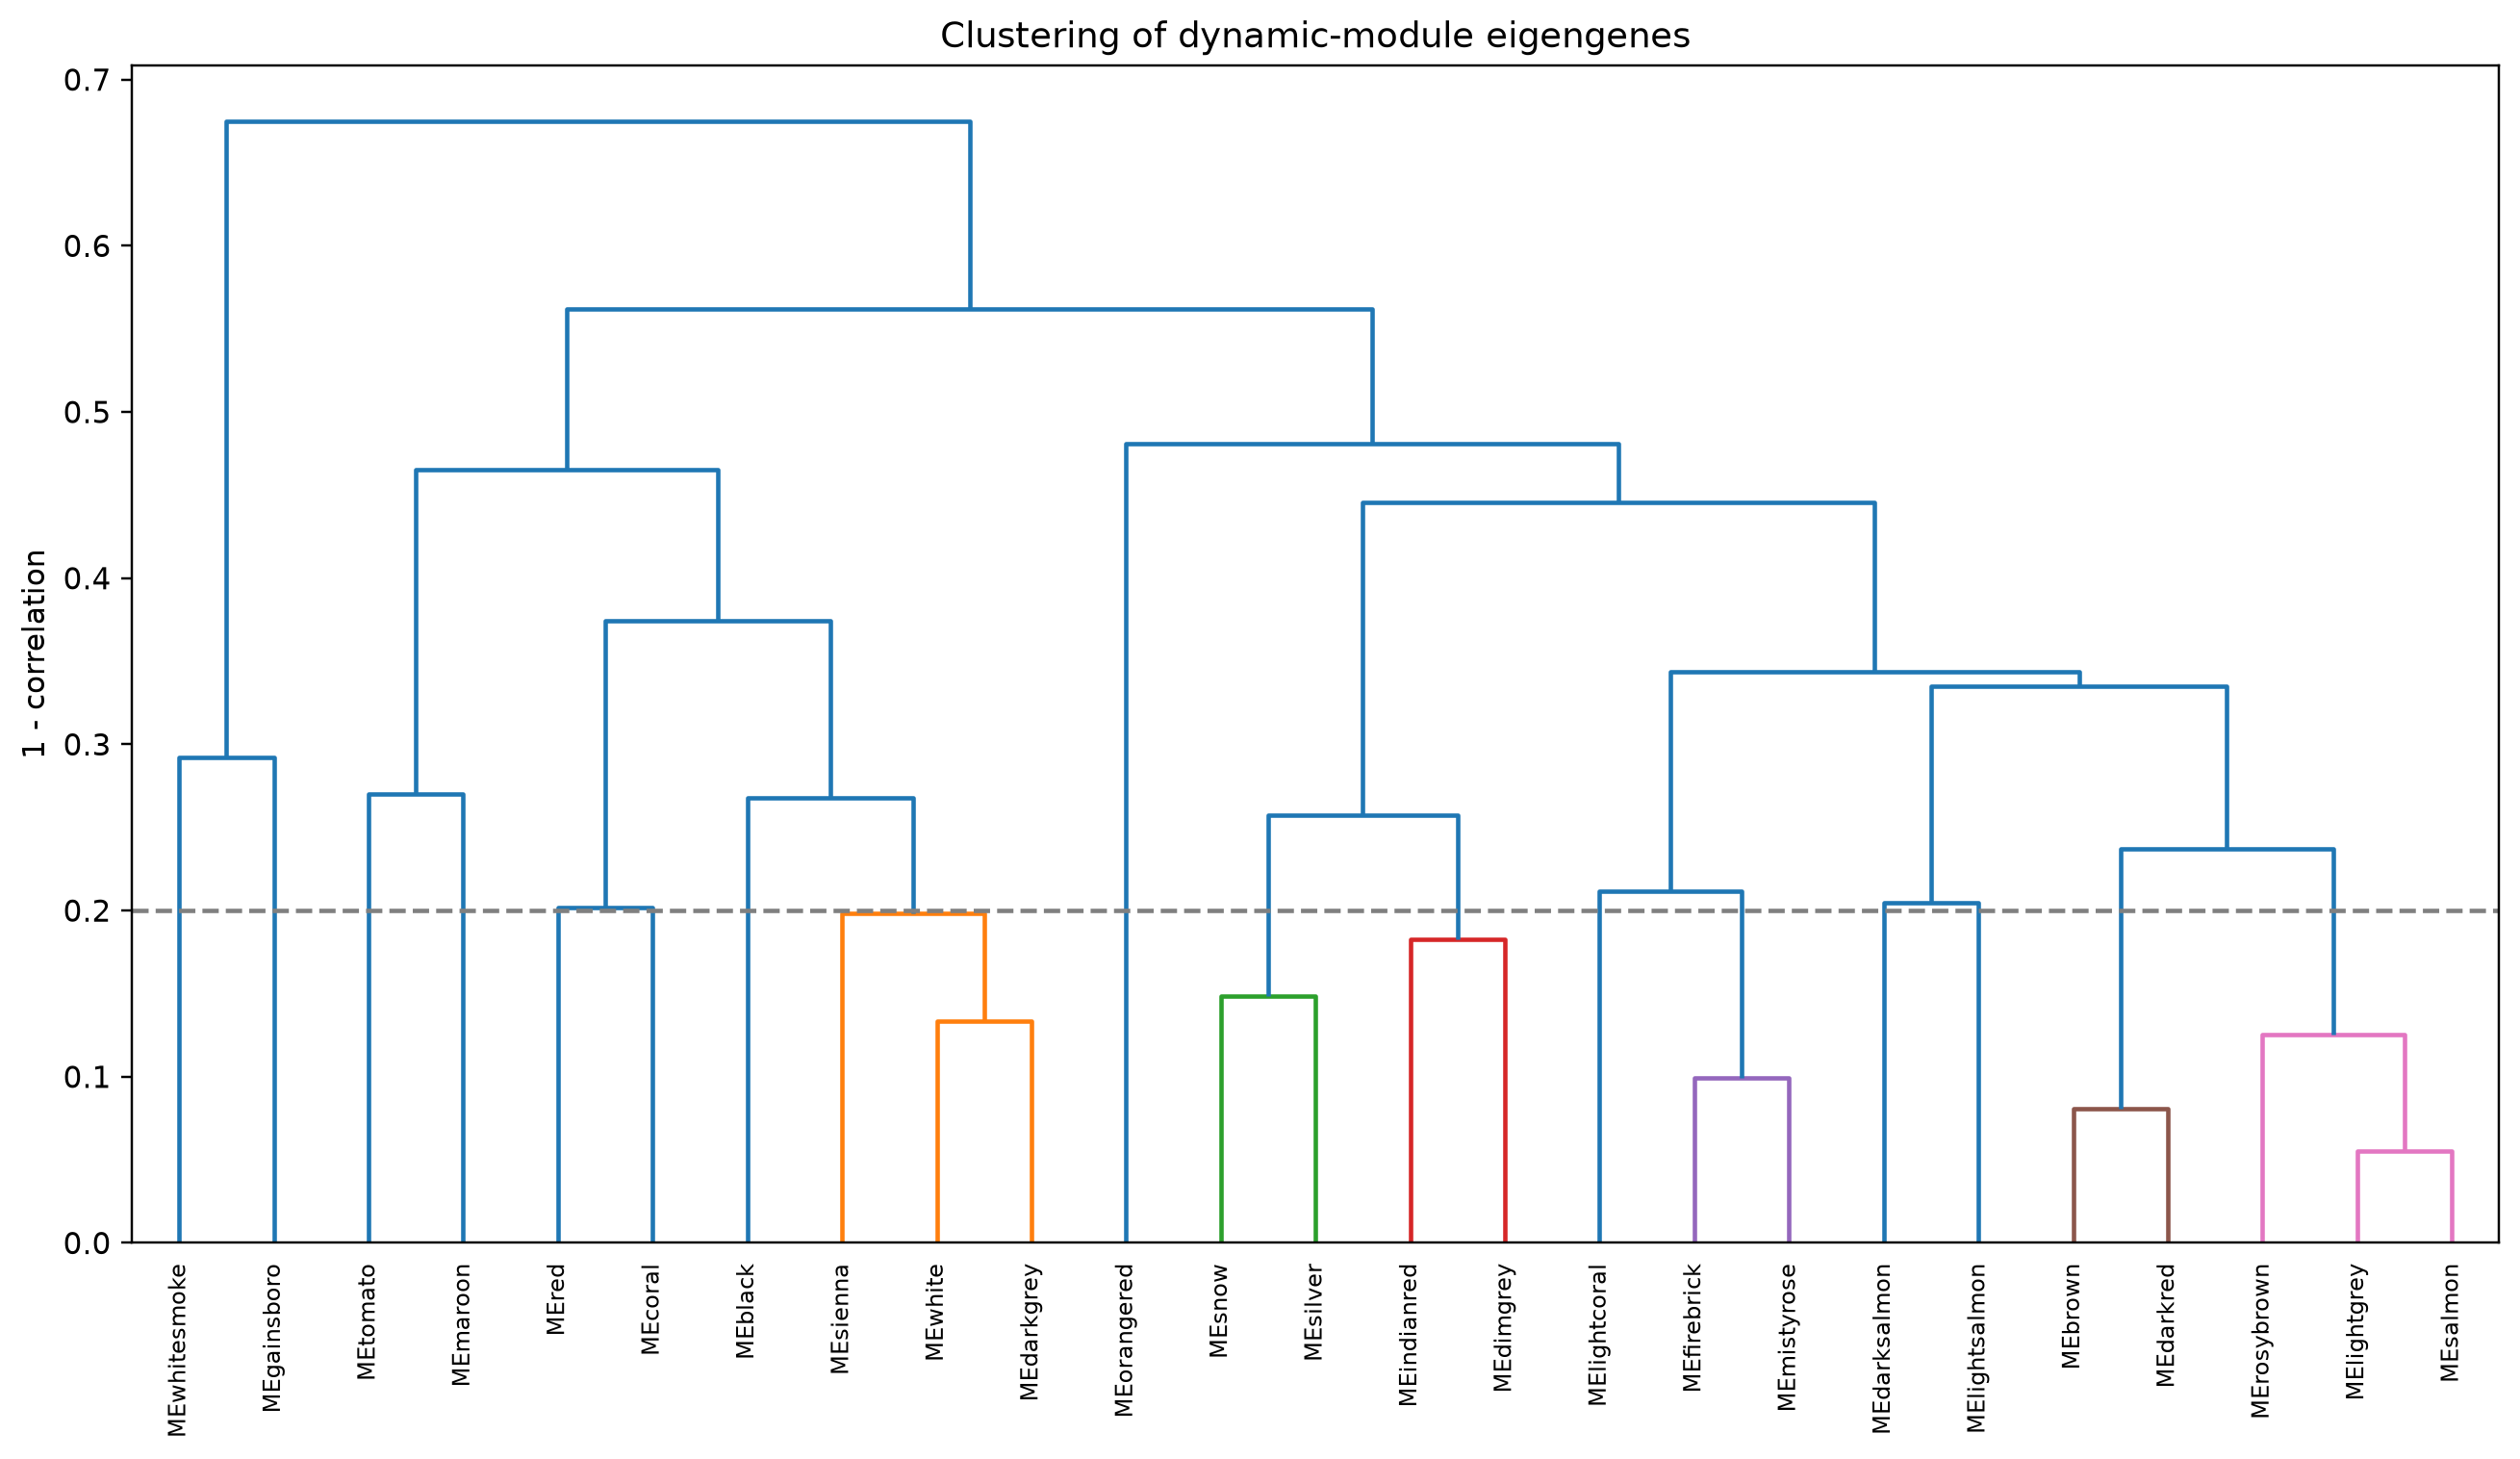 Clustering of dynamic-module eigengenes
1 - correlation
0.7
0.6
0.5
0.4
0.3
0.2
0.1
0.0
MEwhitesmoke
MEgainsboro
MEtomato
MEmaroon
MEred
MEcoral
MEblack
MEsienna
MEwhite
MEdarkgrey
MEorangered
MEsnow
MEsilver
MEindianred
MEdimgrey
MElightcoral
MEfirebrick
MEmistyrose
MEdarksalmon
MElightsalmon
MEbrown
MEdarkred
MErosybrown
MElightgrey
MEsalmon